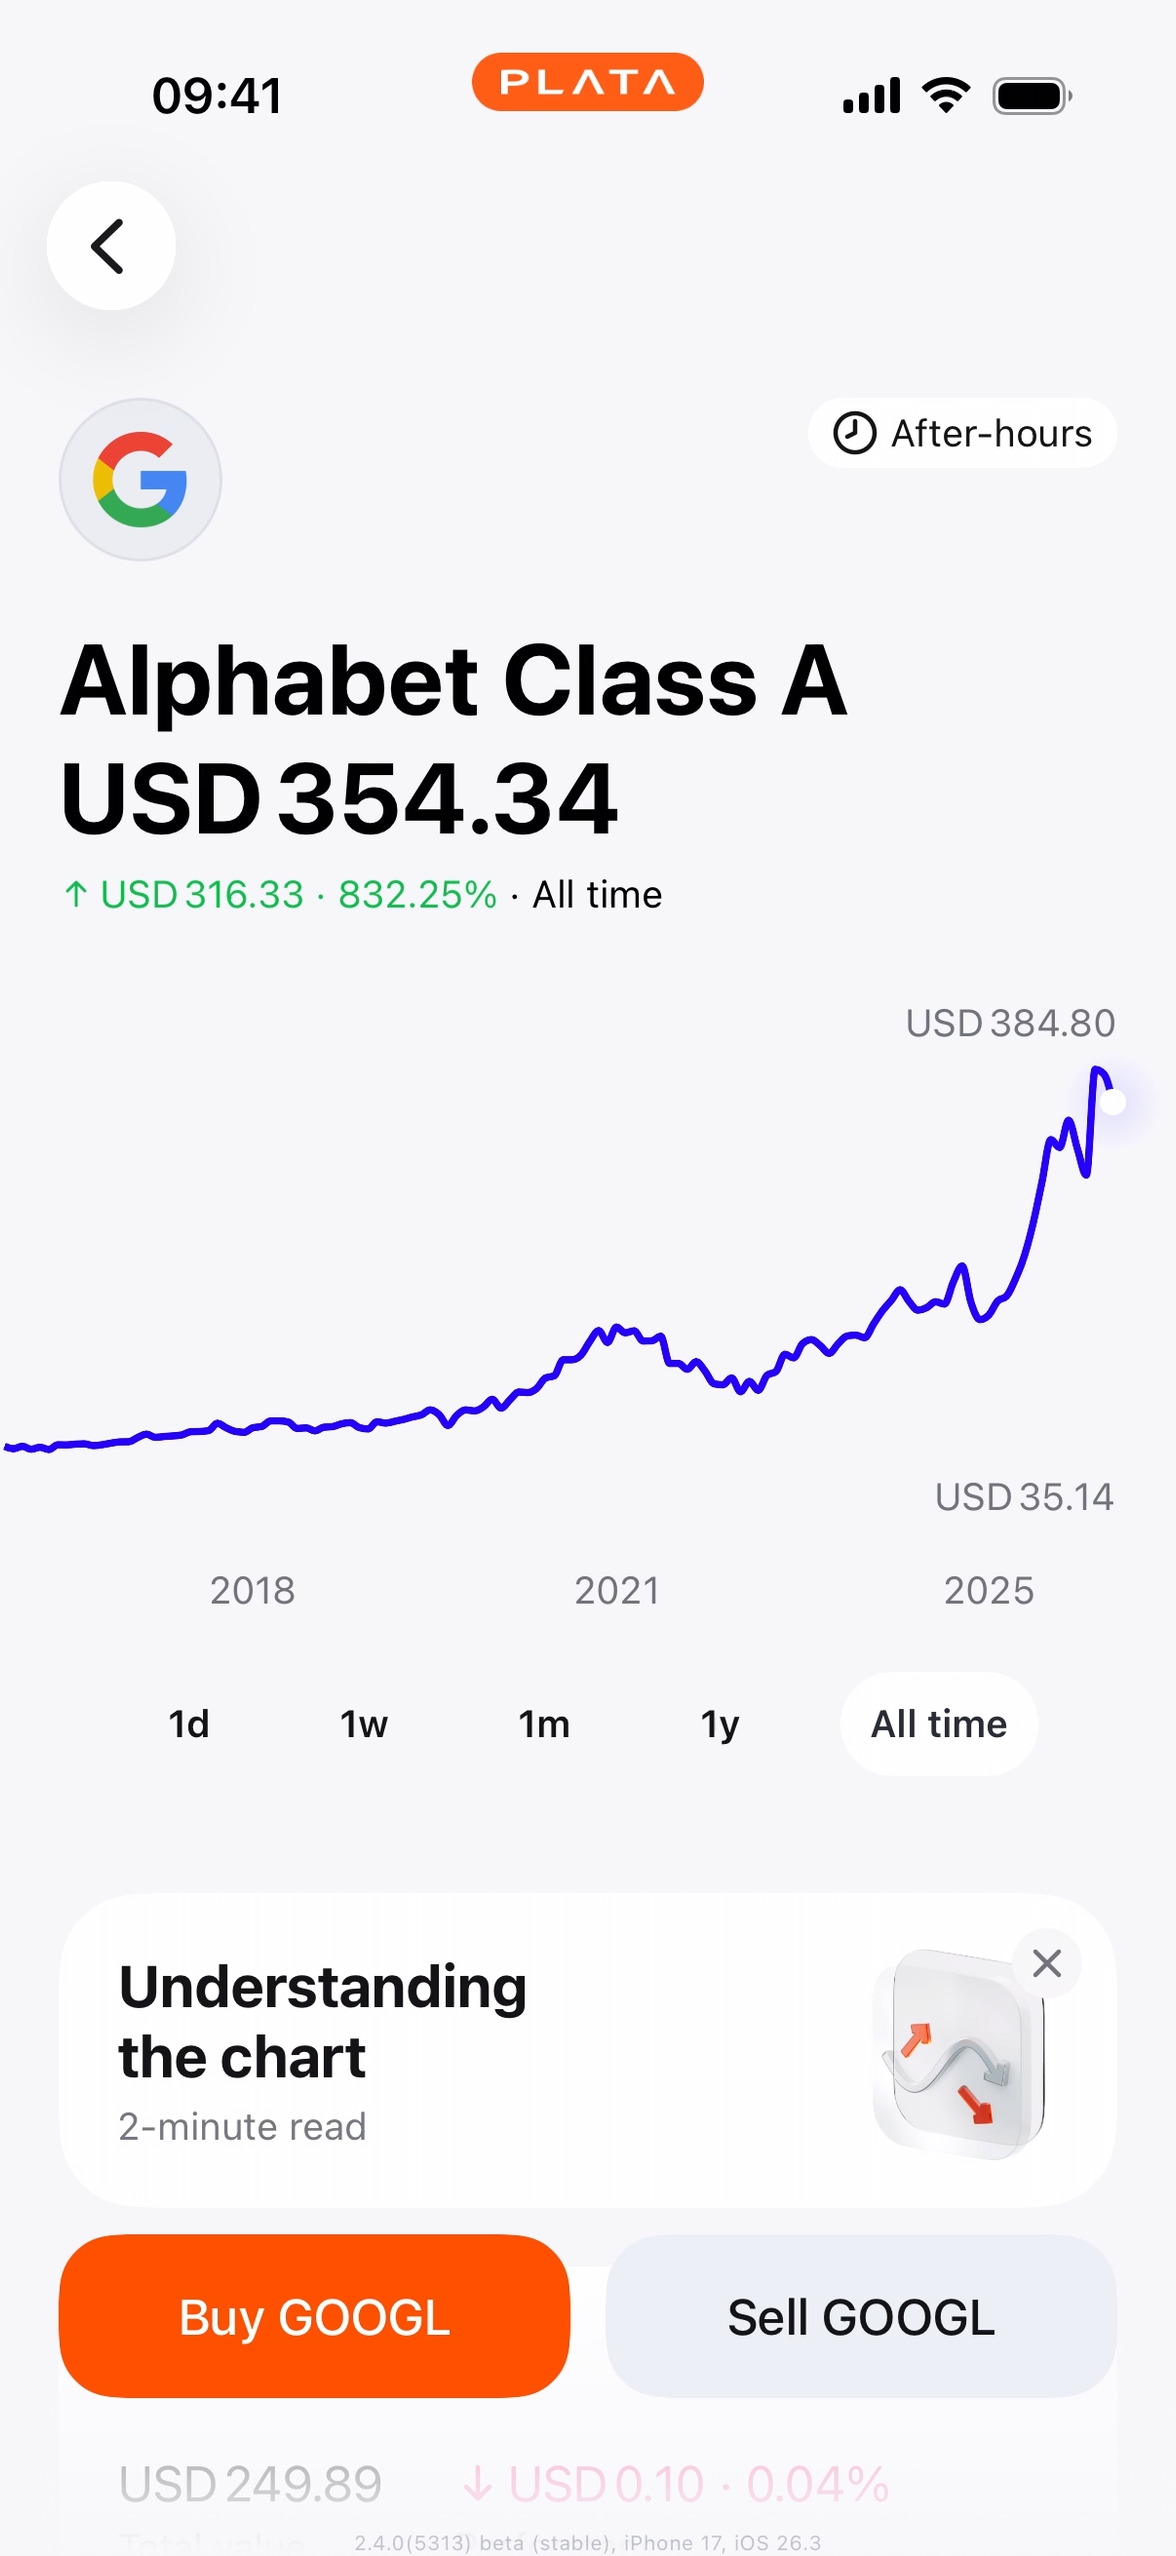 09:41
PLATA
After-hours
Alphabet Class A
USD 354.34
↑ USD 316.33 · 832.25% · All time
USD 384.80
USD 35.14
2018 2021 2025
1d 1w 1m 1y All time
Understanding
the chart
2-minute read
Buy GOOGL Sell GOOGL
USD 249.89 ↓ USD 0.10 · 0.04%
Total value
2.4.0(5313) beta (stable), iPhone 17, iOS 26.3